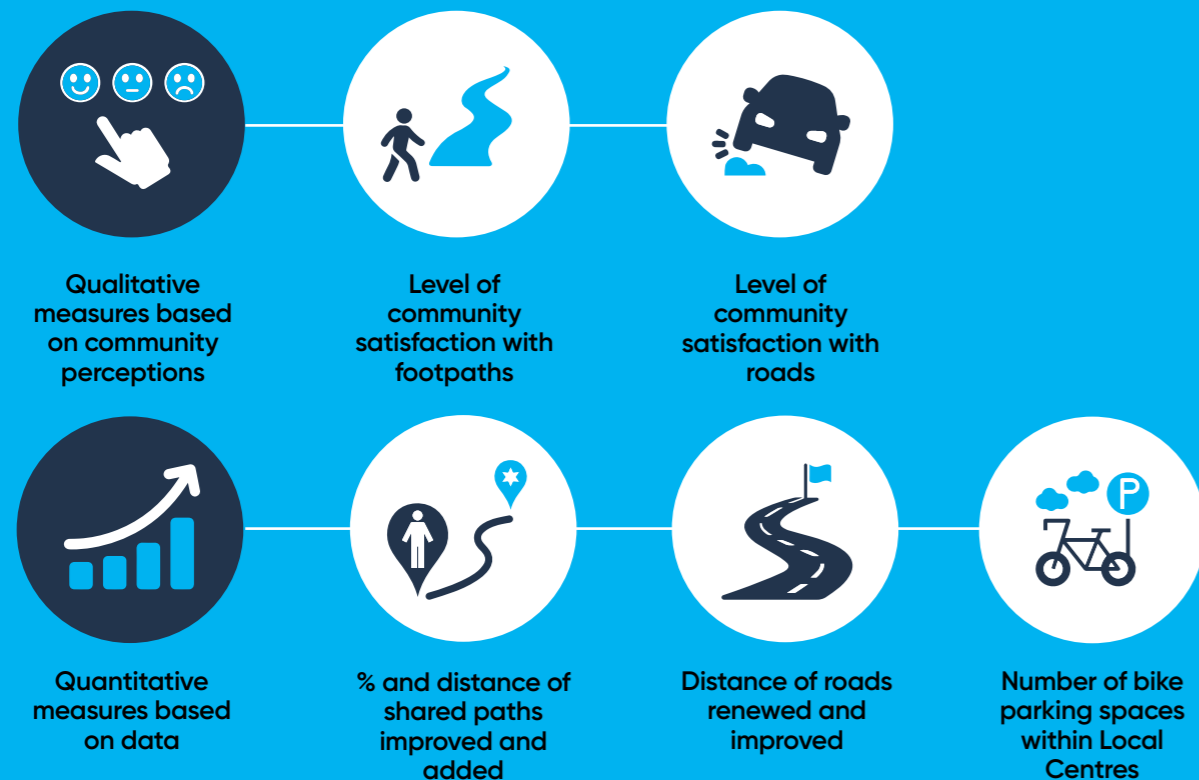 Qualitative
measures based
on community
perceptions
Level of
community
satisfaction with
footpaths
Level of
community
satisfaction with
roads
P
Quantitative
measures based
on data
% and distance of
shared paths
improved and
added
Distance of roads
renewed and
improved
Number of bike
parking spaces
within Local
Centres